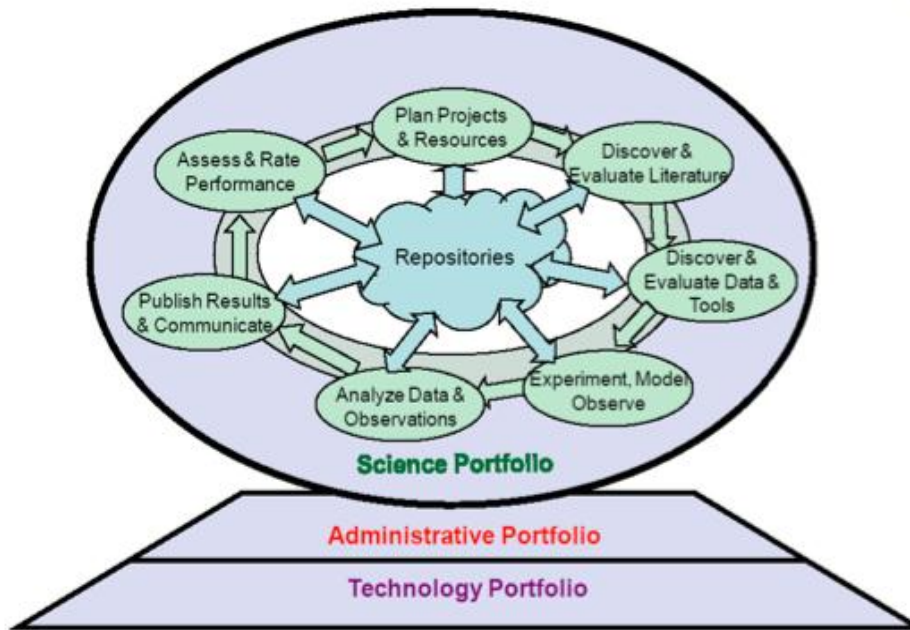 Plan Projects
& Resources
Discover &
Evaluate Literature
Discover &
Evaluate Data &
Tools
Experiment, Model
Observe
Analyze Data &
Observations
Publish Results
& Communicate
Assess & Rate
Performance
Repositories
Science Portfolio
Administrative Portfolio
Technology Portfolio